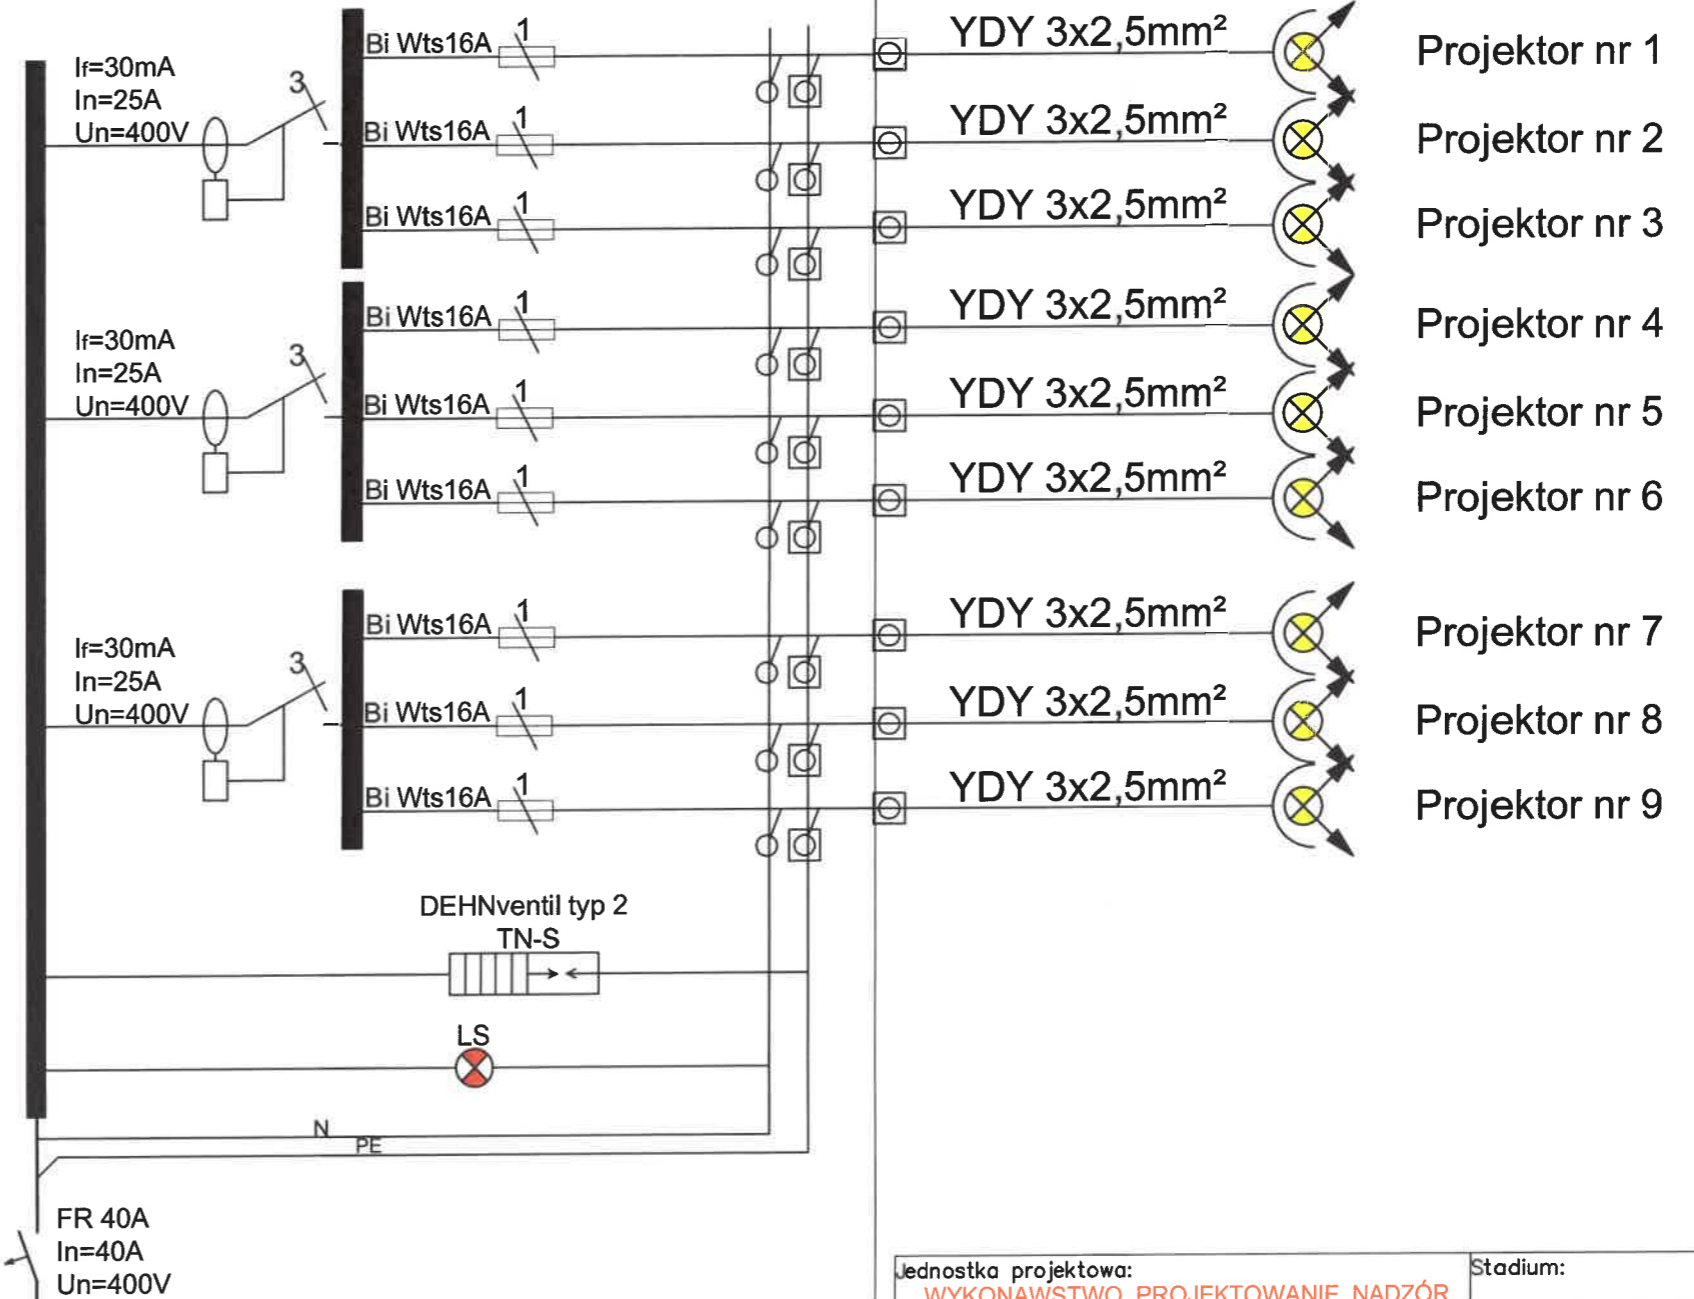 Bi Wts16A
1
YDY 3x2,5mm²
Projektor nr 1
If=30mA
In=25A
Un=400V
3
Bi Wts16A
1
YDY 3x2,5mm²
Projektor nr 2
Bi Wts16A
1
YDY 3x2,5mm²
Projektor nr 3
Bi Wts16A
1
YDY 3x2,5mm²
Projektor nr 4
If=30mA
In=25A
Un=400V
3
Bi Wts16A
1
YDY 3x2,5mm²
Projektor nr 5
Bi Wts16A
1
YDY 3x2,5mm²
Projektor nr 6
Bi Wts16A
1
YDY 3x2,5mm²
Projektor nr 7
If=30mA
In=25A
Un=400V
3
Bi Wts16A
1
YDY 3x2,5mm²
Projektor nr 8
Bi Wts16A
1
YDY 3x2,5mm²
Projektor nr 9
DEHNventil typ 2
TN-S
LS
N
PE
FR 40A
In=40A
Un=400V
Jednostka projektowa:
Stadium:
WYKONAWSTWO PROJEKTOWANIE NADZÓR